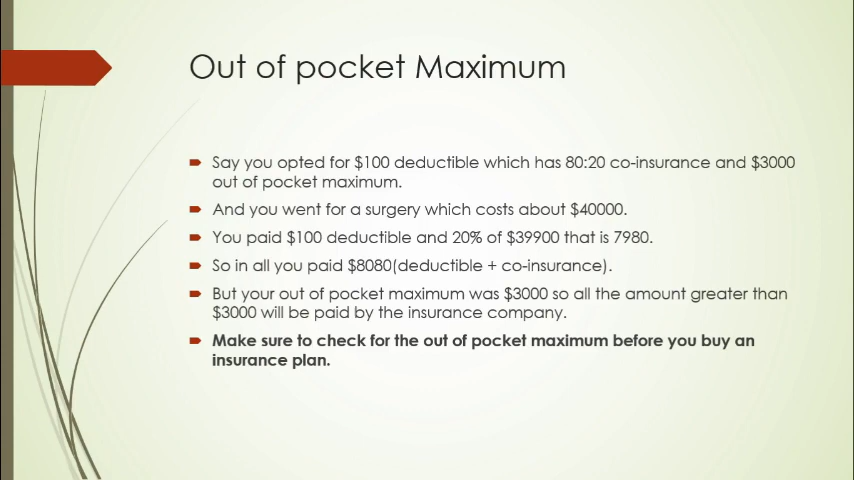 Out of pocket Maximum
Say you opted for $100 deductible which has 80:20 co-insurance and $3000
out of pocket maximum.
And you went for a surgery which costs about $40000.
You paid $100 deductible and 20% of $39900 that is 7980.
So in all you paid $8080(deductible + co-insurance).
But your out of pocket maximum was $3000 so all the amount greater than
$3000 will be paid by the insurance company.
Make sure to check for the out of pocket maximum before you buy an
insurance plan.